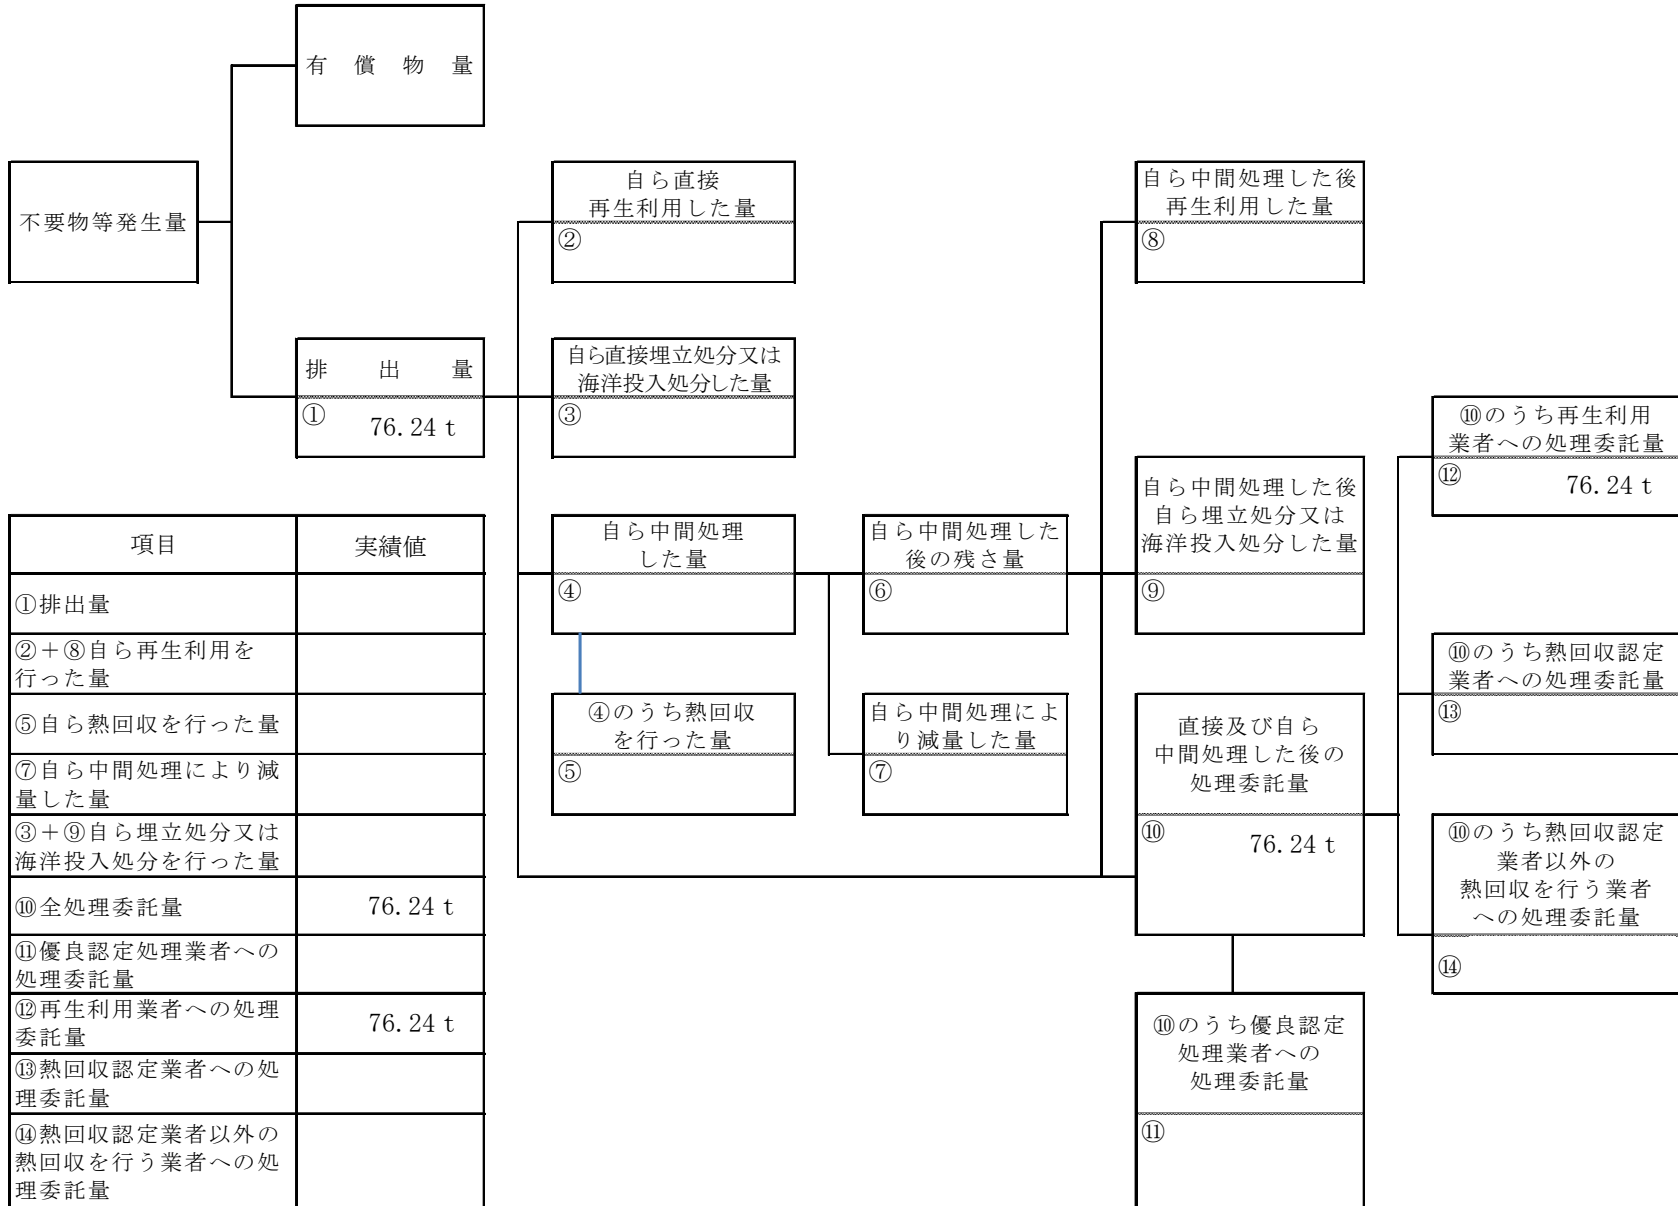 有償物量
不要物等発生量
自ら直接
再生利用した量
②
自ら中間処理した後
再生利用した量
⑧
排出量
① 76.24 t
自ら直接埋立処分又は
海洋投入処分した量
③
⑩のうち再生利用
業者への処理委託量
⑫ 76.24 t
自ら中間処理した後
自ら埋立処分又は
海洋投入処分した量
⑨
自ら中間処理
した量
④
自ら中間処理した
後の残さ量
⑥
⑩のうち熱回収認定
業者への処理委託量
⑬
④のうち熱回収
を行った量
⑤
自ら中間処理によ
り減量した量
⑦
直接及び自ら
中間処理した後の
処理委託量
⑩ 76.24 t
⑩のうち熱回収認定
業者以外の
熱回収を行う業者
への処理委託量
⑭
⑩のうち優良認定
処理業者への
処理委託量
⑪
項目 実績値
①排出量
②＋⑧自ら再生利用を
行った量
⑤自ら熱回収を行った量
⑦自ら中間処理により減
量した量
③＋⑨自ら埋立処分又は
海洋投入処分を行った量
⑩全処理委託量 76.24 t
⑪優良認定処理業者への
処理委託量
⑫再生利用業者への処理
委託量 76.24 t
⑬熱回収認定業者への処
理委託量
⑭熱回収認定業者以外の
熱回収を行う業者への処
理委託量